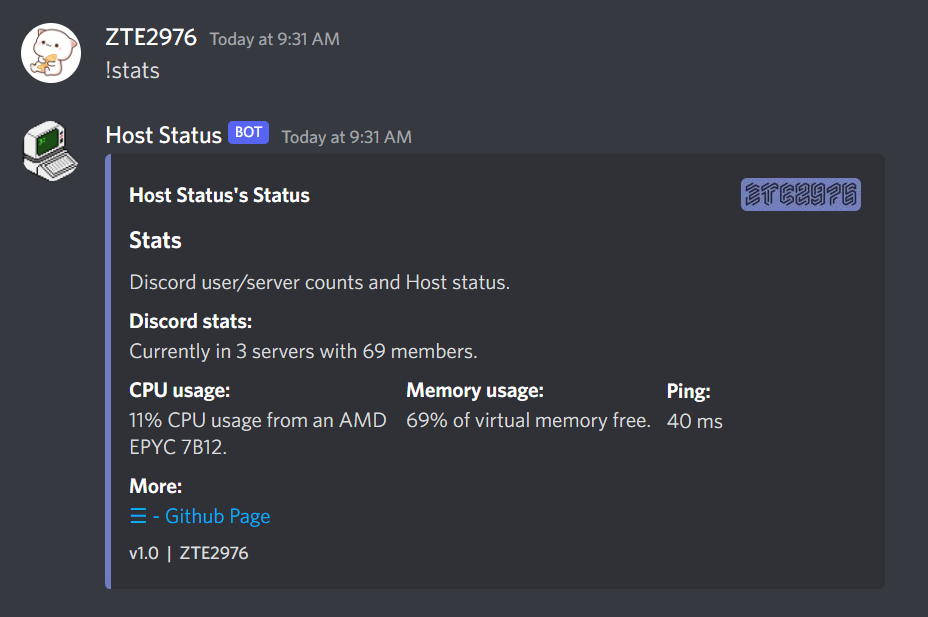 ZTE2976 Today at 9:31 AM
!stats
Host Status BOT Today at 9:31 AM
Host Status's Status
ZTE2976
Stats
Discord user/server counts and Host status.
Discord stats:
Currently in 3 servers with 69 members.
CPU usage: Memory usage: Ping:
11% CPU usage from an AMD 69% of virtual memory free. 40 ms
EPYC 7B12.
More:
☰ - Github Page
v1.0 | ZTE2976